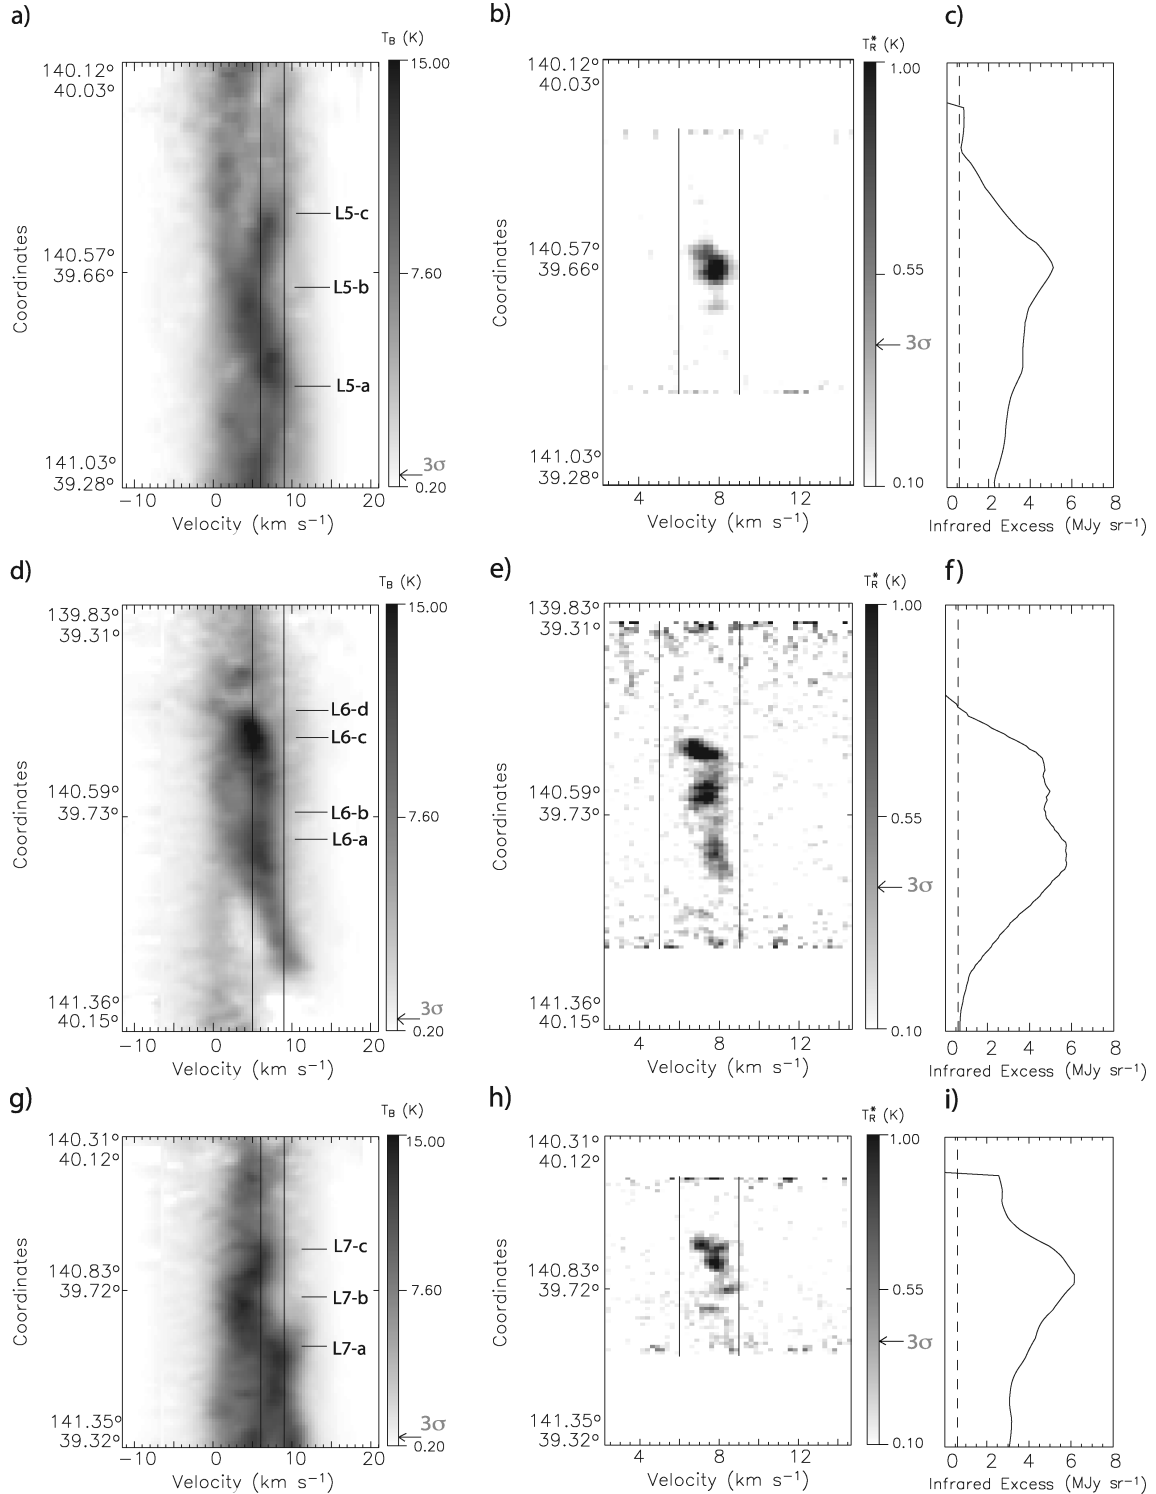 a)
T_B (K)
15.00
140.12°
40.03°
L5-c
140.57°
39.66°
7.60
L5-b
L5-a
141.03°
39.28°
3σ
0.20
-10 0 10 20
Velocity (km s⁻¹)
Coordinates
b)
T_R^* (K)
1.00
140.12°
40.03°
140.57°
39.66°
0.55
3σ
141.03°
39.28°
0.10
4 8 12
Velocity (km s⁻¹)
Coordinates
c)
0 2 4 6 8
Infrared Excess (MJy sr⁻¹)
d)
T_B (K)
15.00
139.83°
39.31°
L6-d
L6-c
140.59°
39.73°
L6-b
7.60
L6-a
141.36°
40.15°
3σ
0.20
-10 0 10 20
Velocity (km s⁻¹)
Coordinates
e)
T_R^* (K)
1.00
139.83°
39.31°
140.59°
39.73°
0.55
3σ
141.36°
40.15°
0.10
4 8 12
Velocity (km s⁻¹)
Coordinates
f)
0 2 4 6 8
Infrared Excess (MJy sr⁻¹)
g)
T_B (K)
15.00
140.31°
40.12°
L7-c
140.83°
39.72°
7.60
L7-b
L7-a
141.35°
39.32°
3σ
0.20
-10 0 10 20
Velocity (km s⁻¹)
Coordinates
h)
T_R^* (K)
1.00
140.31°
40.12°
140.83°
39.72°
0.55
3σ
141.35°
39.32°
0.10
4 8 12
Velocity (km s⁻¹)
Coordinates
i)
0 2 4 6 8
Infrared Excess (MJy sr⁻¹)